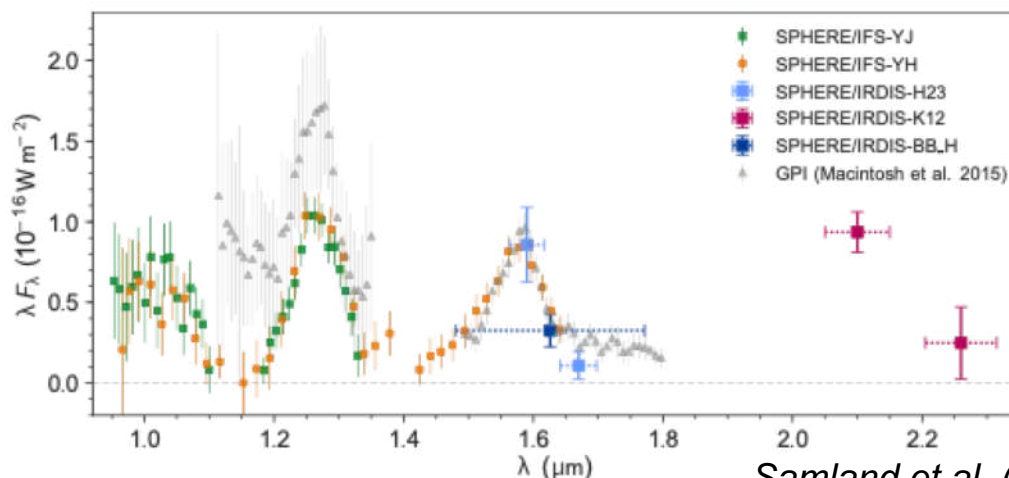 SPHERE/IFS-YJ
SPHERE/IFS-YH
SPHERE/IRDIS-H23
SPHERE/IRDIS-K12
SPHERE/IRDIS-BB_H
GPI (Macintosh et al. 2015)
λFλ (10⁻¹⁶ W m⁻²)
2.0
1.5
1.0
0.5
0.0
1.0 1.2 1.4 1.6 1.8 2.0 2.2
λ (μm)
Samland et al.